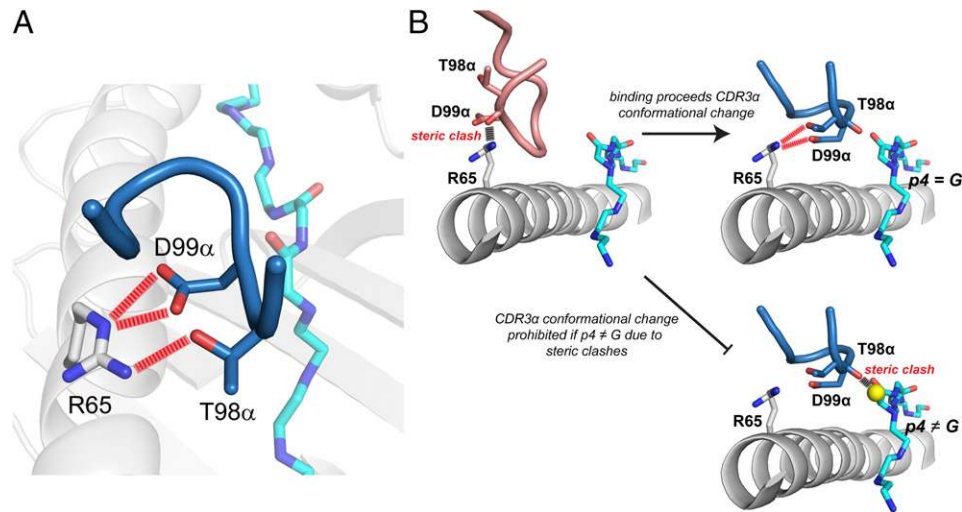 A
D99α
R65
T98α
B
T98α
D99α
steric clash
R65
binding proceeds CDR3α
conformational change
T98α
D99α
R65
p4 = G
CDR3α conformational change
prohibited if p4 ≠ G due to
steric clashes
T98α
steric clash
D99α
R65
p4 ≠ G